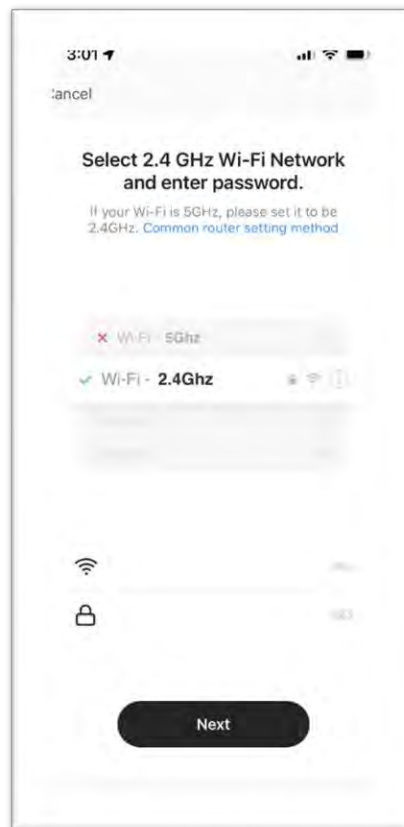 3:01
:ancel
Select 2.4 GHz Wi-Fi Network
and enter password.
If your Wi-Fi is 5GHz, please set it to be
2.4GHz. Common router setting method
Wi-Fi - 5Ghz
Wi-Fi - 2.4Ghz
Next